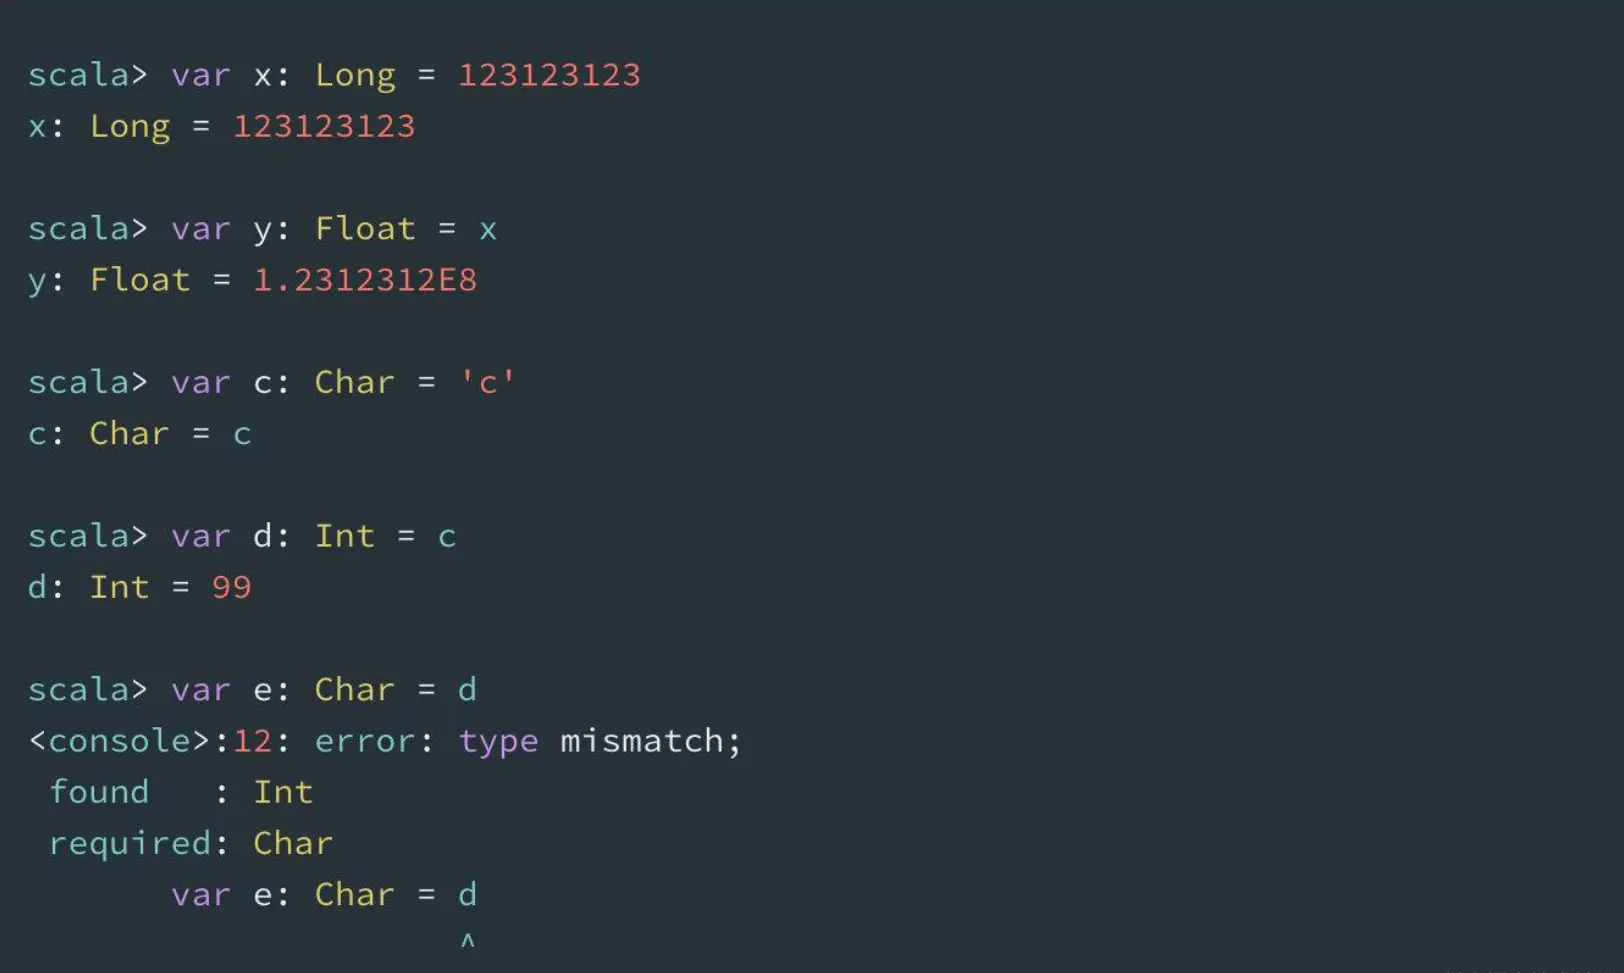 scala> var x: Long = 123123123
x: Long = 123123123
scala> var y: Float = x
y: Float = 1.2312312E8
scala> var c: Char = 'c'
c: Char = c
scala> var d: Int = c
d: Int = 99
scala> var e: Char = d
<console>:12: error: type mismatch;
 found   : Int
 required: Char
       var e: Char = d
                     ^